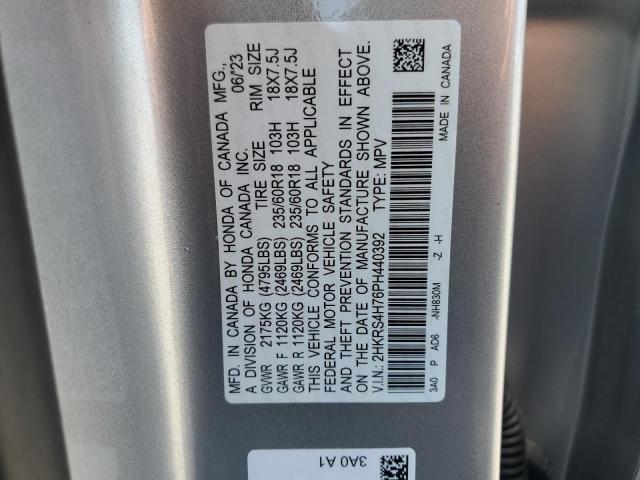 MFD. IN CANADA BY HONDA OF CANADA MFG.,
A DIVISION OF HONDA CANADA INC. 06/23
GVWR 2175KG (4795LBS) TIRE SIZE RIM SIZE
GAWR F 1120KG (2469LBS) 235/60R18 103H 18X7.5J
GAWR R 1120KG (2469LBS) 235/60R18 103H 18X7.5J
THIS VEHICLE CONFORMS TO ALL APPLICABLE
FEDERAL MOTOR VEHICLE SAFETY
AND THEFT PREVENTION STANDARDS IN EFFECT
ON THE DATE OF MANUFACTURE SHOWN ABOVE.
V.I.N.: 2HKRS4H76PH440392 TYPE: MPV
3A0 P AD6 -NH830M -Z -H
MADE IN CANADA
3A0 A1